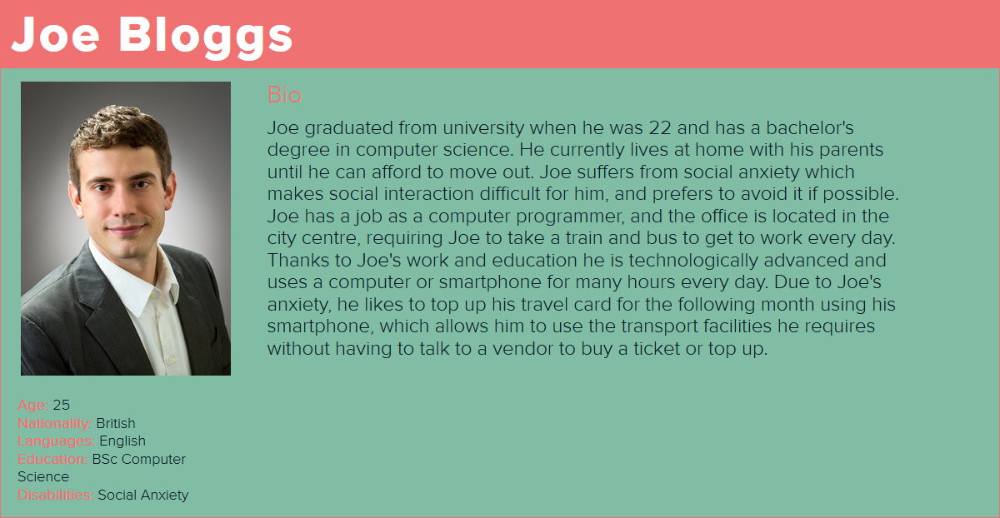 Joe Bloggs
Bio
Joe graduated from university when he was 22 and has a bachelor's
degree in computer science. He currently lives at home with his parents
until he can afford to move out. Joe suffers from social anxiety which
makes social interaction difficult for him, and prefers to avoid it if possible.
Joe has a job as a computer programmer, and the office is located in the
city centre, requiring Joe to take a train and bus to get to work every day.
Thanks to Joe's work and education he is technologically advanced and
uses a computer or smartphone for many hours every day. Due to Joe's
anxiety, he likes to top up his travel card for the following month using his
smartphone, which allows him to use the transport facilities he requires
without having to talk to a vendor to buy a ticket or top up.
Age: 25
Nationality: British
Languages: English
Education: BSc Computer
Science
Disabilities: Social Anxiety